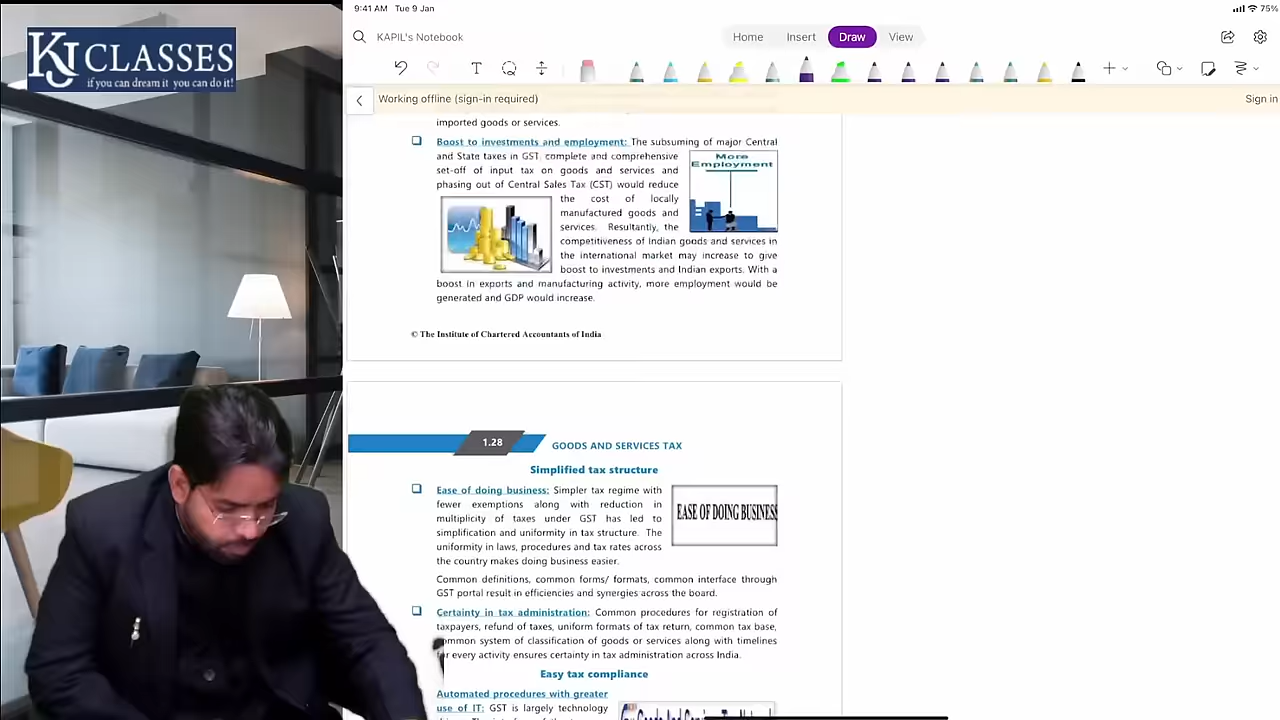 KJ CLASSES
if you can dream it you can do it!
9:41 AM Tue 9 Jan
75%
KAPIL's Notebook
Home Insert Draw View
Working offline (sign-in required)
Sign in
imported goods or services.
Boost to investments and employment: The subsuming of major Central
and State taxes in GST, complete and comprehensive
set-off of input tax on goods and services and
phasing out of Central Sales Tax (CST) would reduce
the cost of locally
manufactured goods and
services. Resultantly, the
competitiveness of Indian goods and services in
the international market may increase to give
boost to investments and Indian exports. With a
boost in exports and manufacturing activity, more employment would be
generated and GDP would increase.
More
Employment
© The Institute of Chartered Accountants of India
1.28 GOODS AND SERVICES TAX
Simplified tax structure
Ease of doing business: Simpler tax regime with
fewer exemptions along with reduction in
multiplicity of taxes under GST has led to
simplification and uniformity in tax structure. The
uniformity in laws, procedures and tax rates across
the country makes doing business easier.
EASE OF DOING BUSINESS
Common definitions, common forms/ formats, common interface through
GST portal result in efficiencies and synergies across the board.
Certainty in tax administration: Common procedures for registration of
taxpayers, refund of taxes, uniform formats of tax return, common tax base,
common system of classification of goods or services along with timelines
for every activity ensures certainty in tax administration across India.
Easy tax compliance
Automated procedures with greater
use of IT: GST is largely technology